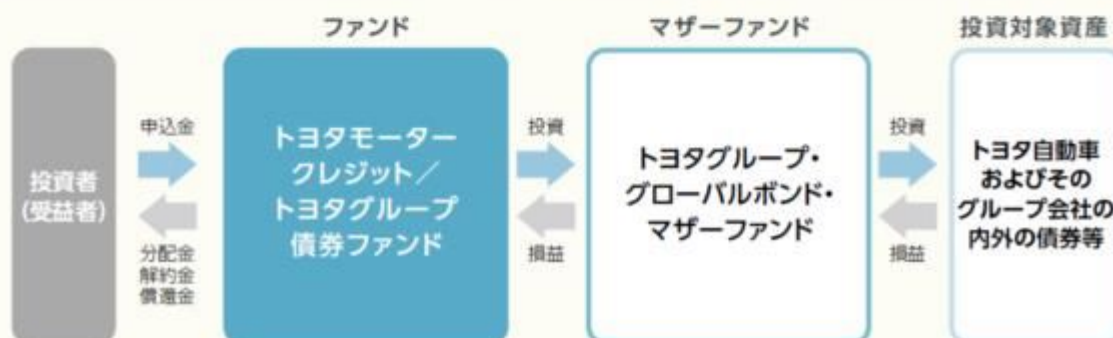 ファンド
マザーファンド
投資対象資産
投資者
(受益者)
申込金
分配金
解約金
償還金
トヨタモーター
クレジット／
トヨタグループ
債券ファンド
投資
損益
トヨタグループ・
グローバルボンド・
マザーファンド
投資
損益
トヨタ自動車
およびその
グループ会社の
内外の債券等